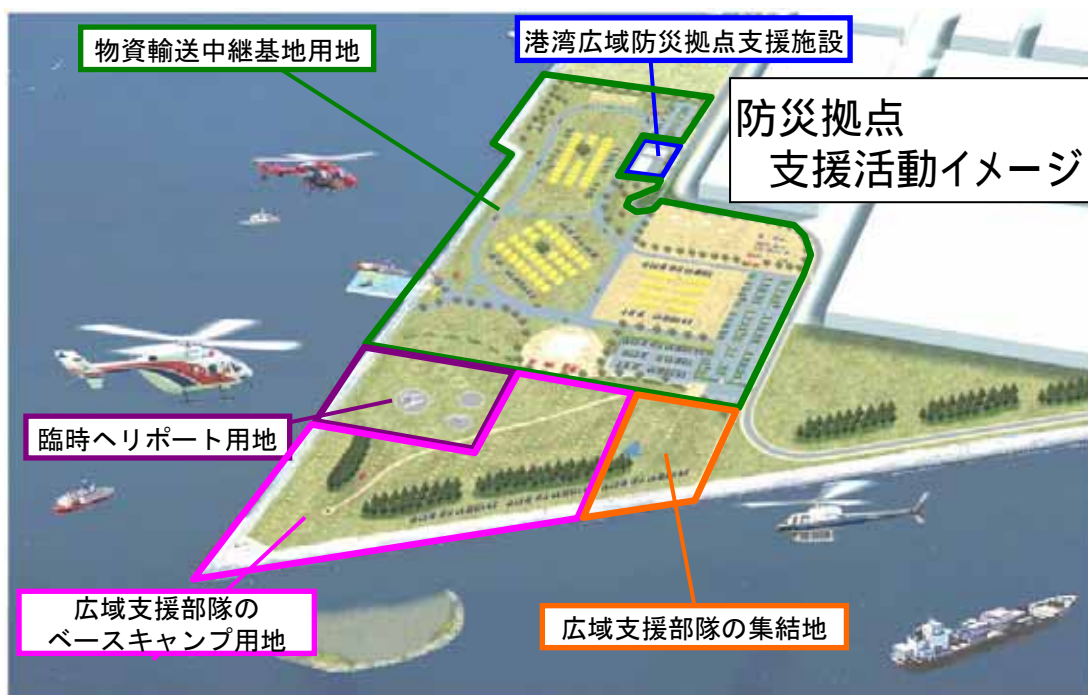 物資輸送中継基地用地
港湾広域防災拠点支援施設
防災拠点
支援活動イメージ
臨時ヘリポート用地
広域支援部隊の
ベースキャンプ用地
広域支援部隊の集結地